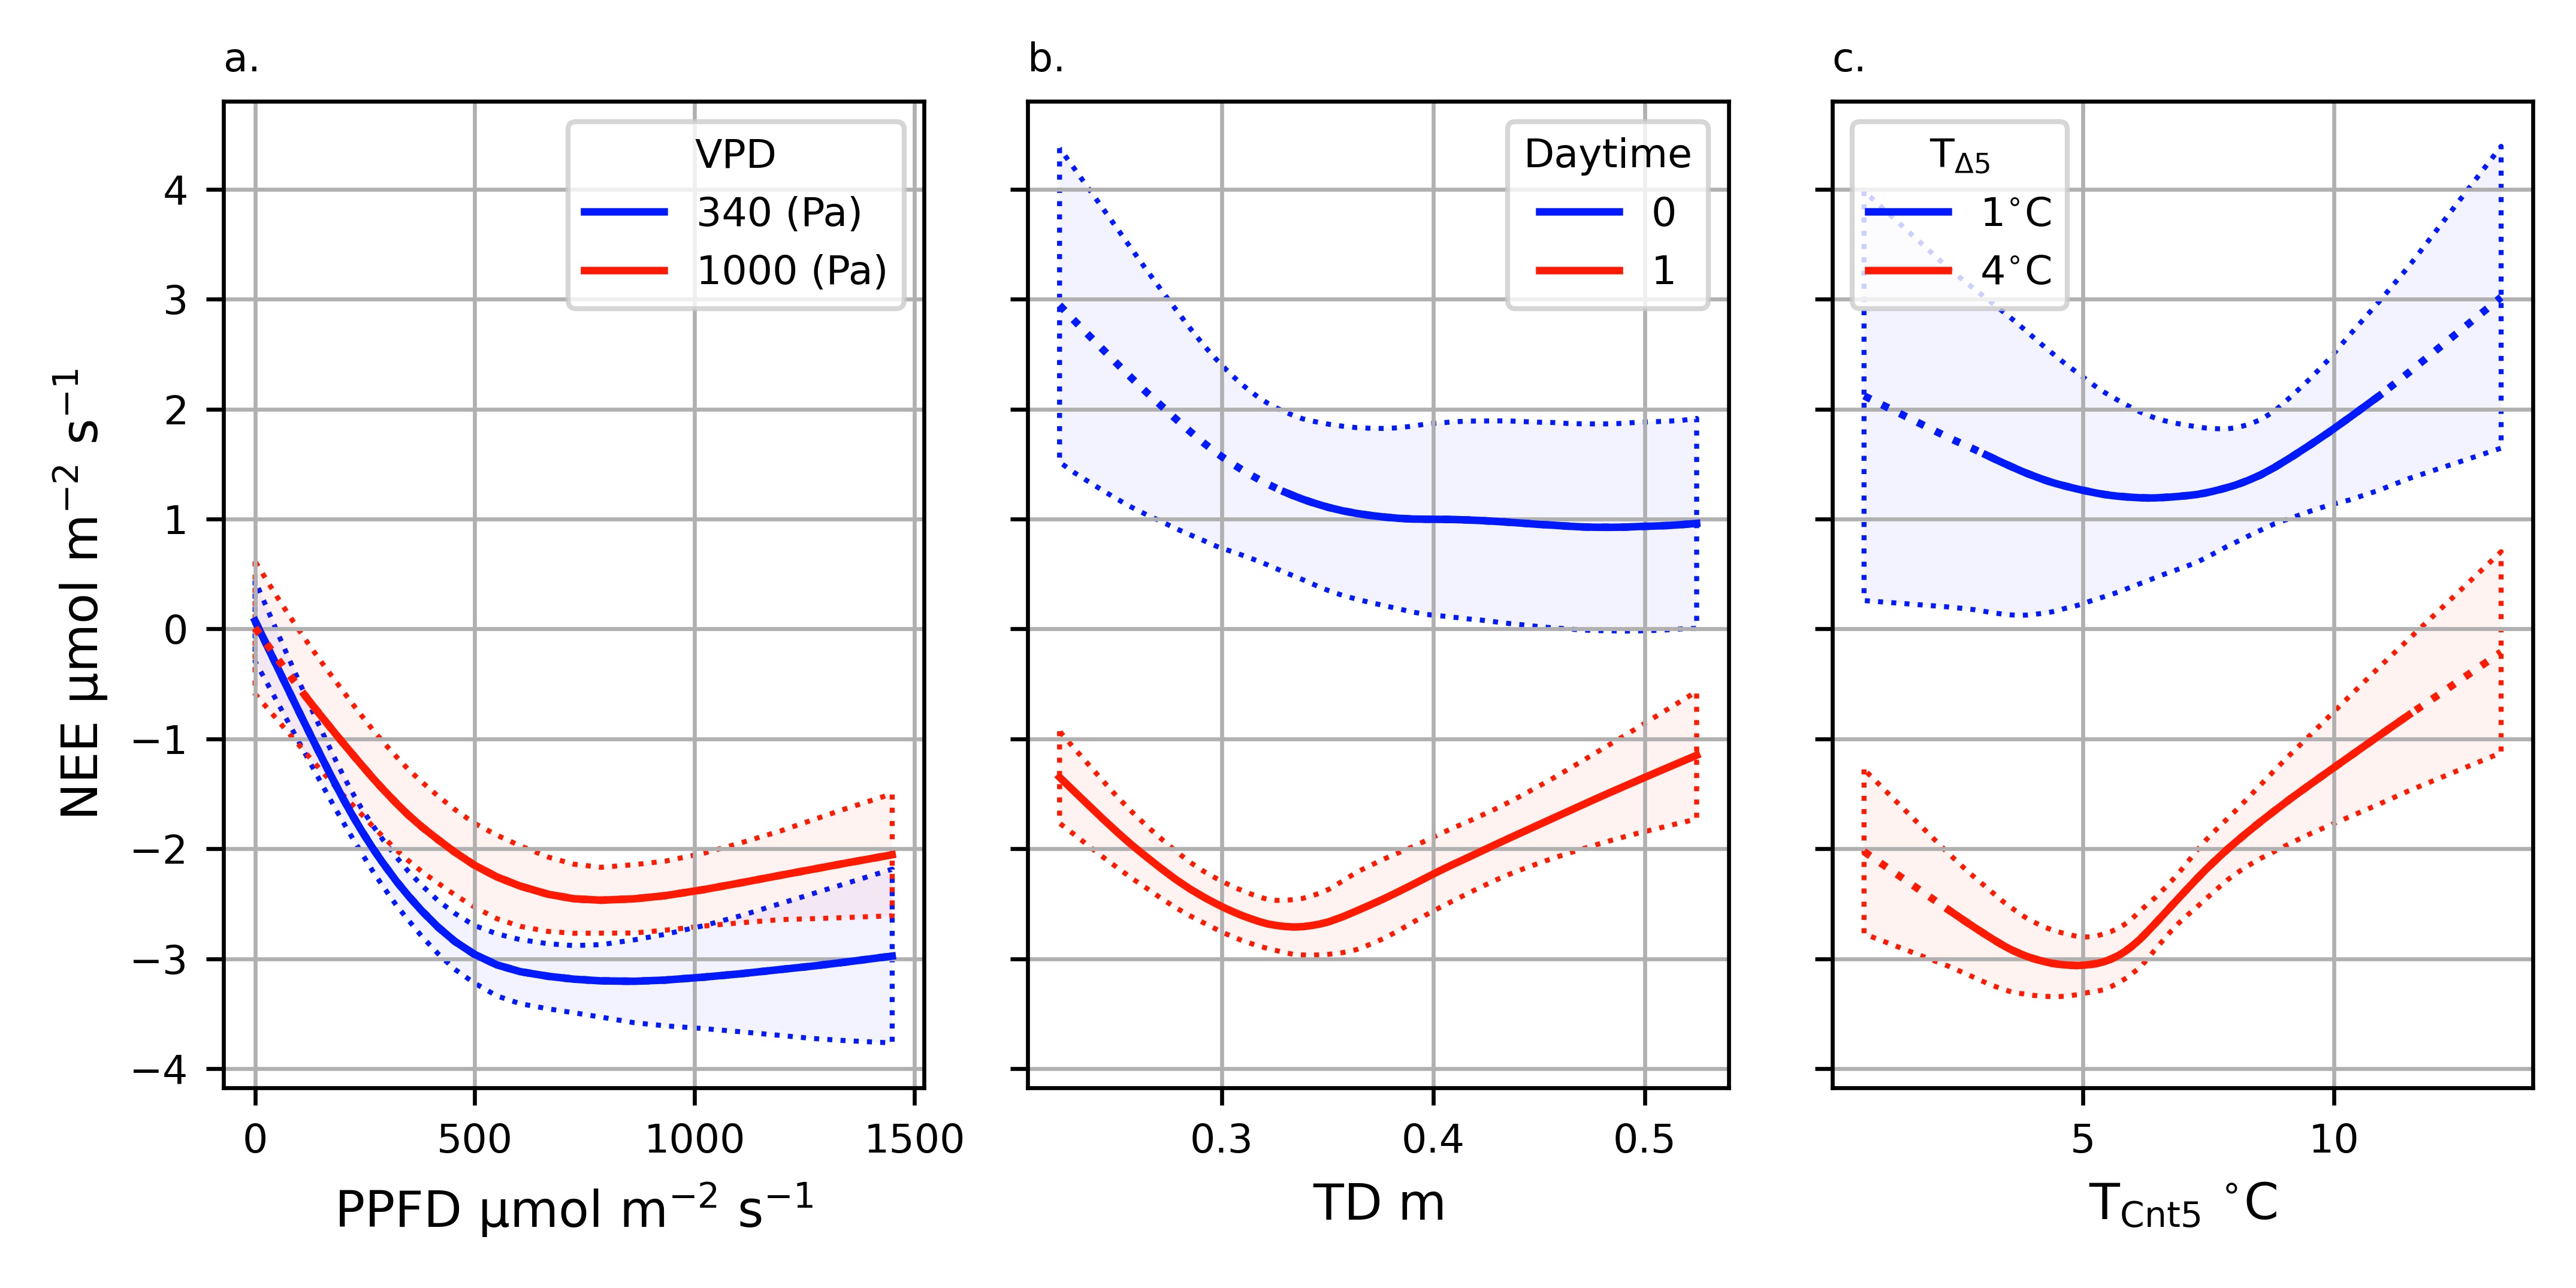 a.
b.
c.
VPD
340 (Pa)
1000 (Pa)
Daytime
0
1
T_Δ5
1°C
4°C
4
3
2
1
0
−1
−2
−3
−4
NEE µmol m⁻² s⁻¹
0 500 1000 1500
0.3 0.4 0.5
5 10
PPFD µmol m⁻² s⁻¹
TD m
T_Cnt5 °C